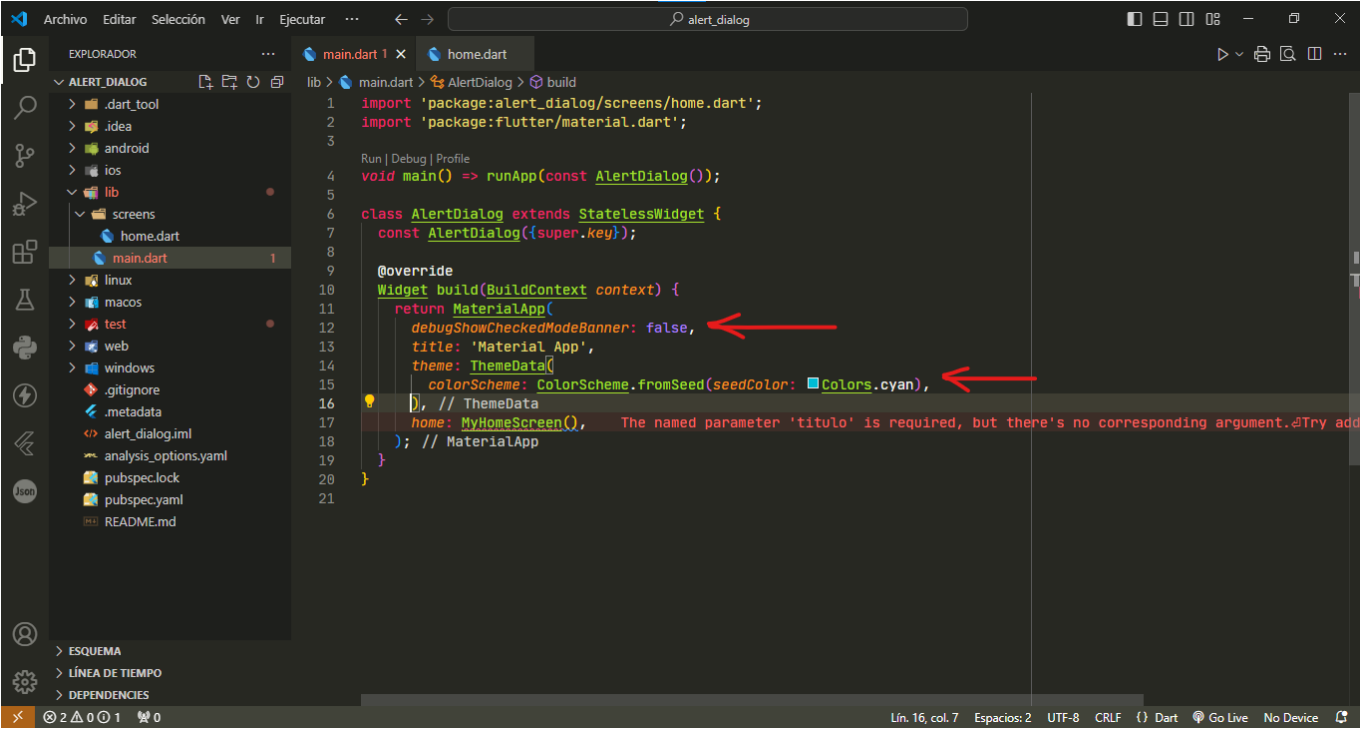 Archivo Editar Selección Ver Ir Ejecutar ··· alert_dialog
EXPLORADOR ···
ALERT_DIALOG
.dart_tool
.idea
android
ios
lib
screens
home.dart
main.dart 1
linux
macos
test
web
windows
.gitignore
.metadata
alert_dialog.iml
analysis_options.yaml
pubspec.lock
pubspec.yaml
README.md
ESQUEMA
LÍNEA DE TIEMPO
DEPENDENCIES
Json
main.dart 1 home.dart
lib > main.dart > AlertDialog > build
1 import 'package:alert_dialog/screens/home.dart';
2 import 'package:flutter/material.dart';
3
Run | Debug | Profile
4 void main() => runApp(const AlertDialog());
5
6 class AlertDialog extends StatelessWidget {
7 const AlertDialog({super.key});
8
9 @override
10 Widget build(BuildContext context) {
11 return MaterialApp(
12 debugShowCheckedModeBanner: false,
13 title: 'Material App',
14 theme: ThemeData(
15 colorScheme: ColorScheme.fromSeed(seedColor: Colors.cyan),
16 ), // ThemeData
17 home: MyHomeScreen(), The named parameter 'titulo' is required, but there's no corresponding argument.⏎Try add
18 ); // MaterialApp
19 }
20 }
21
2 0 1 0 Lín. 16, col. 7 Espacios: 2 UTF-8 CRLF {} Dart Go Live No Device